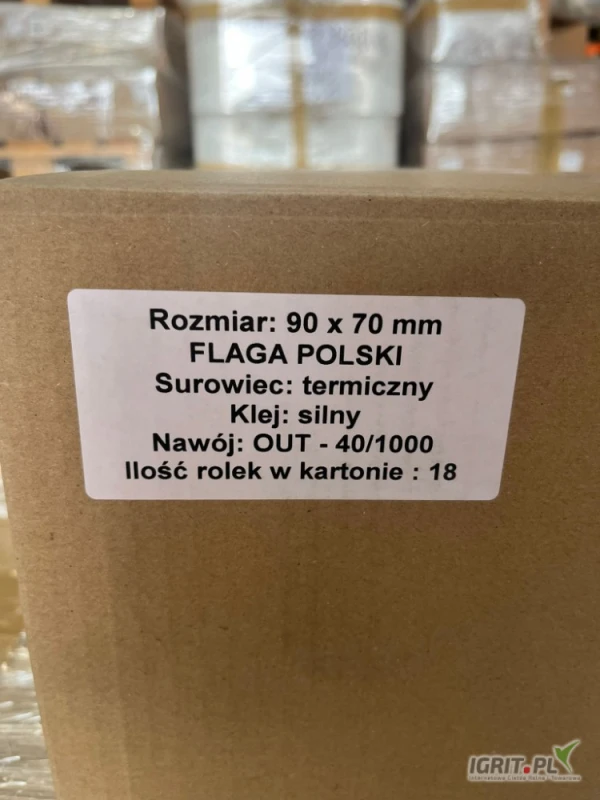 Rozmiar: 90 x 70 mm
FLAGA POLSKI
Surowiec: termiczny
Klej: silny
Nawój: OUT - 40/1000
Ilość rolek w kartonie : 18
IGRIT.PL